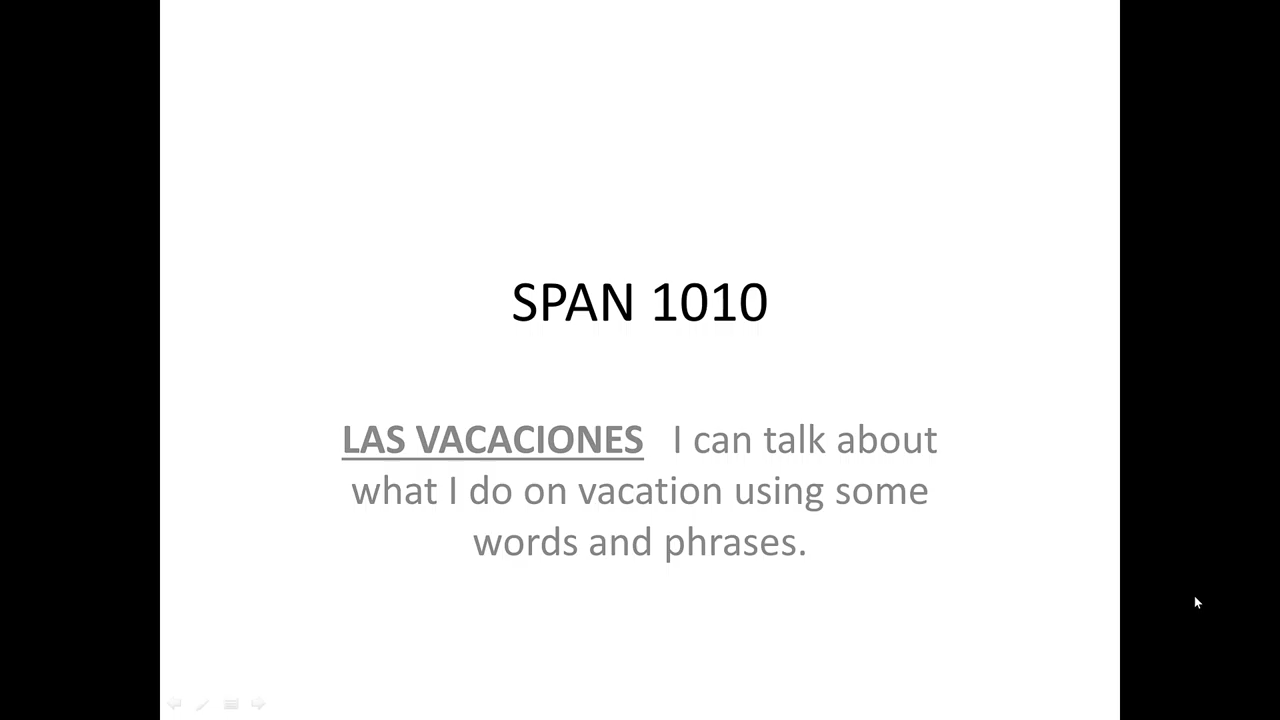 SPAN 1010
LAS VACACIONES I can talk about
what I do on vacation using some
words and phrases.